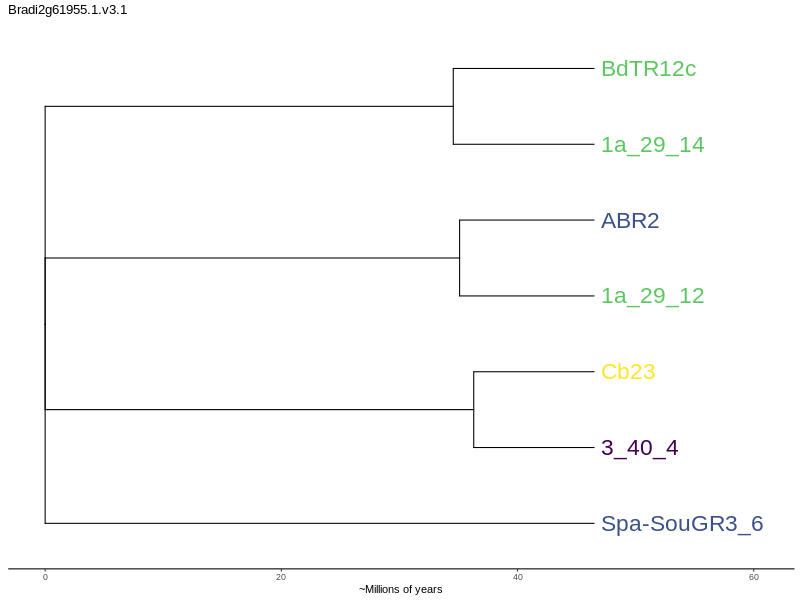 Bradi2g61955.1.v3.1
BdTR12c
1a_29_14
ABR2
1a_29_12
Cb23
3_40_4
Spa-SouGR3_6
0 20 40 60
~Millions of years